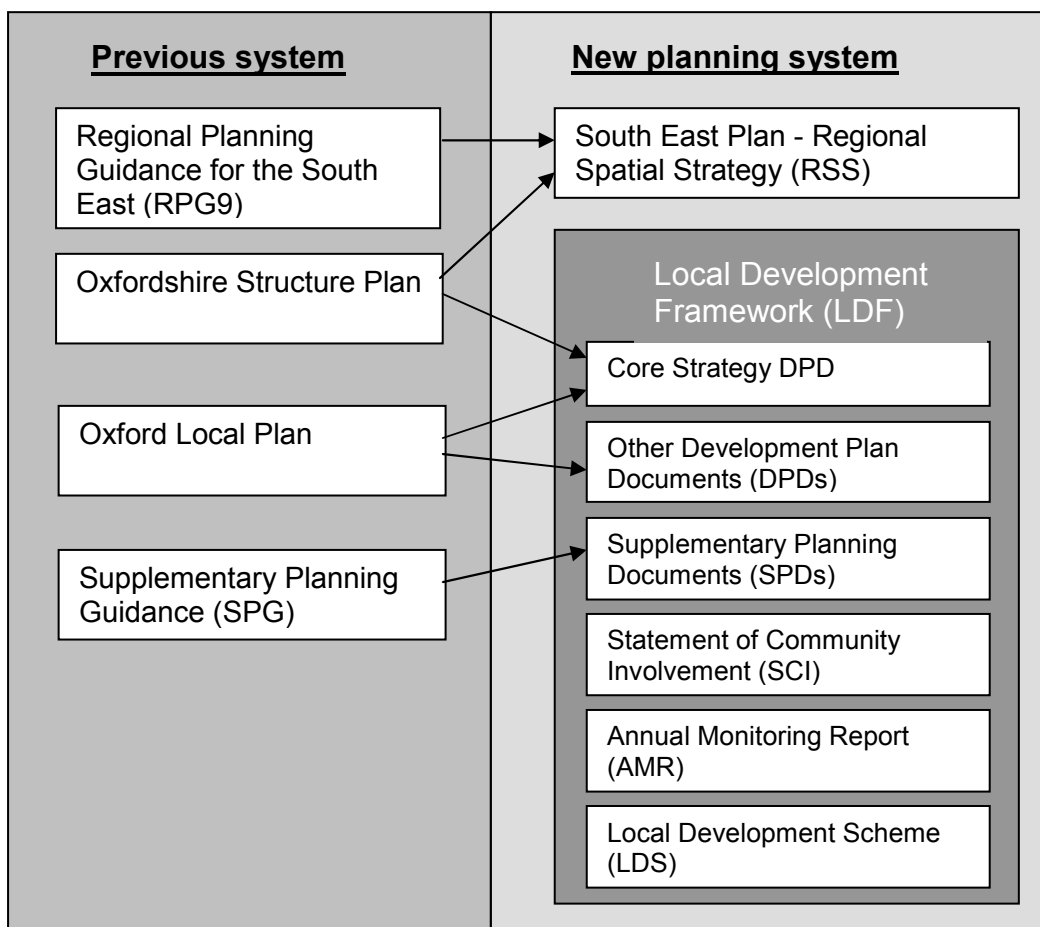 Previous system
Regional Planning
Guidance for the South
East (RPG9)
Oxfordshire Structure Plan
Oxford Local Plan
Supplementary Planning
Guidance (SPG)
New planning system
South East Plan - Regional
Spatial Strategy (RSS)
Local Development
Framework (LDF)
Core Strategy DPD
Other Development Plan
Documents (DPDs)
Supplementary Planning
Documents (SPDs)
Statement of Community
Involvement (SCI)
Annual Monitoring Report
(AMR)
Local Development Scheme
(LDS)